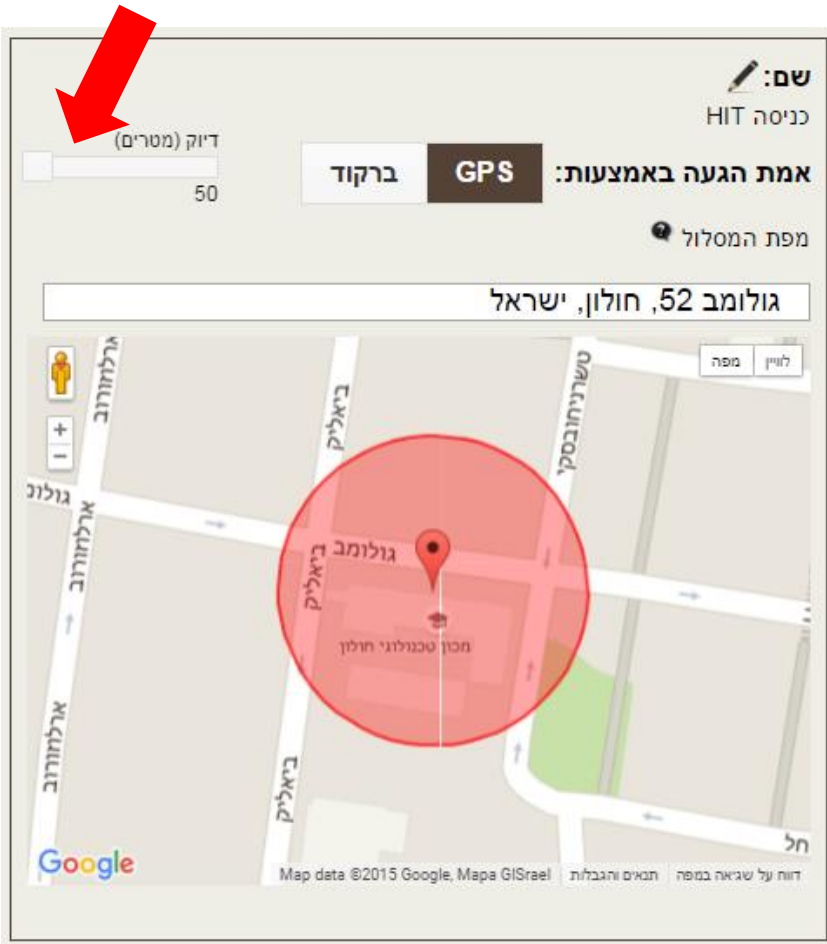 שם:
כניסה HIT
דיוק (מטרים)
50
אמת הגעה באמצעות:
GPS
ברקוד
מפת המסלול
גולומב 52, חולון, ישראל
לוויין
מפה
+
−
ארלוזורוב
ביאליק
טשרניחובסקי
גולומב
ארלוזורוב
ביאליק
מכון טכנולוגי חולון
ארלוזורוב
ביאליק
חל
Google
Map data ©2015 Google, Mapa GISrael
תנאים והגבלות
דווח על שגיאה במפה